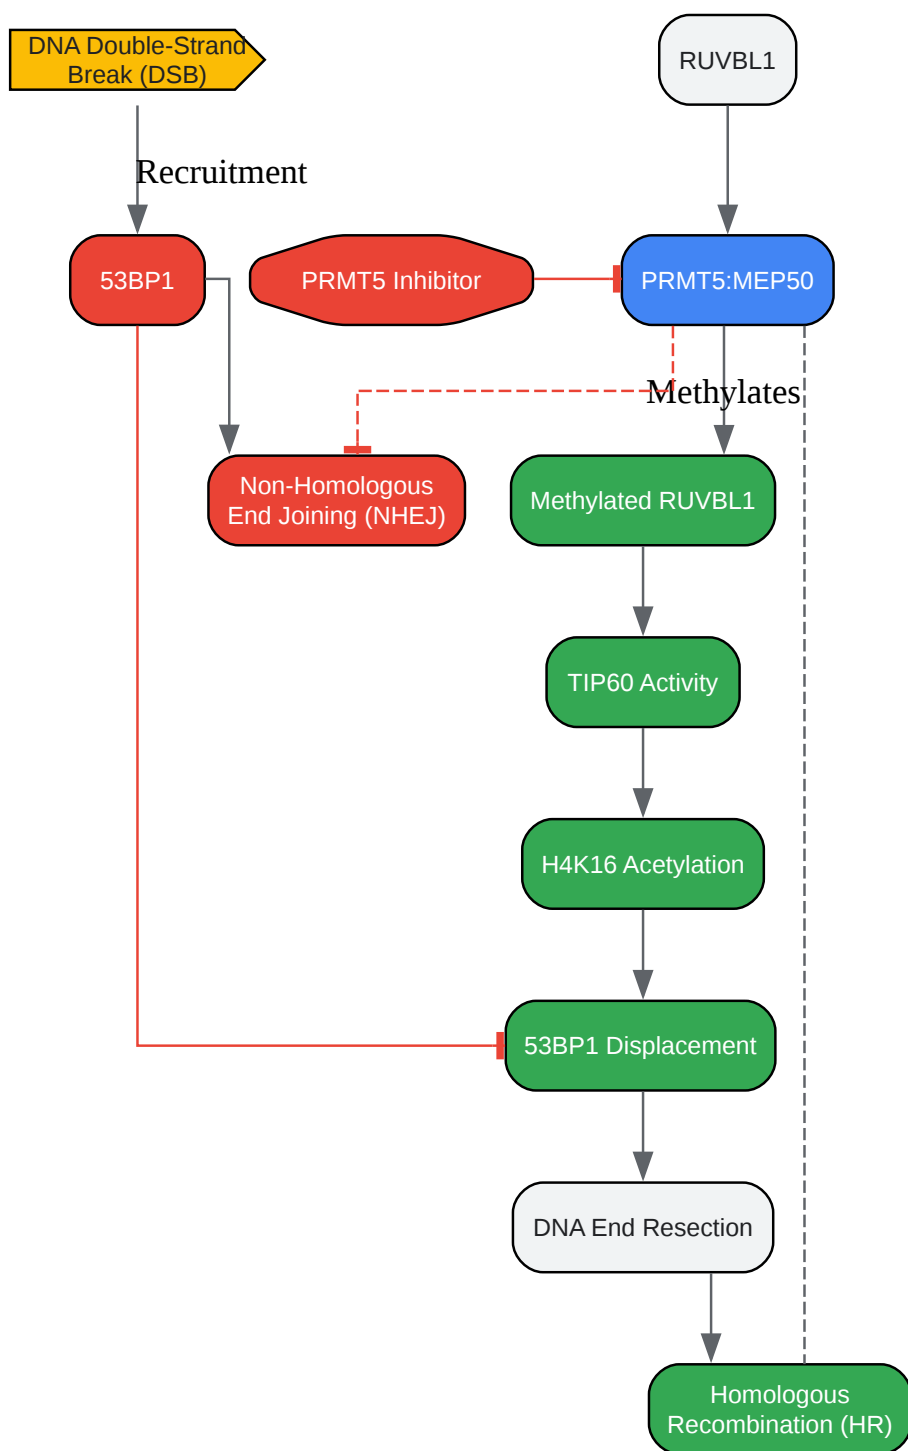 DNA Double-Strand
Break (DSB)
RUVBL1
Recruitment
53BP1
PRMT5 Inhibitor
PRMT5:MEP50
Methylates
Non-Homologous
End Joining (NHEJ)
Methylated RUVBL1
TIP60 Activity
H4K16 Acetylation
53BP1 Displacement
DNA End Resection
Homologous
Recombination (HR)